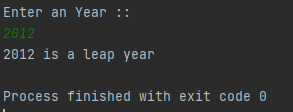 Enter an Year ::
2012
2012 is a leap year
Process finished with exit code 0